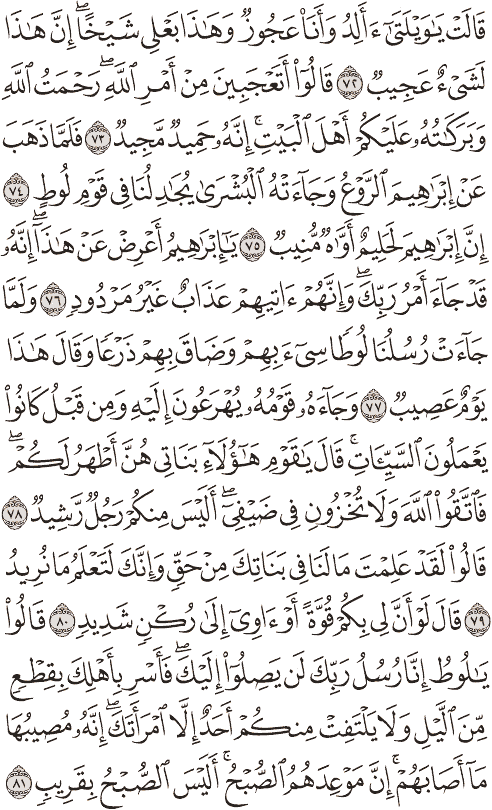 قَالَتْ يَٰوَيْلَتَىٰٓ ءَأَلِدُ وَأَنَا۠ عَجُوزٌ وَهَٰذَا بَعْلِى شَيْخًا ۖ إِنَّ هَٰذَا
لَشَىْءٌ عَجِيبٌ ٧٢ قَالُوٓا۟ أَتَعْجَبِينَ مِنْ أَمْرِ ٱللَّهِ ۖ رَحْمَتُ ٱللَّهِ
وَبَرَكَٰتُهُۥ عَلَيْكُمْ أَهْلَ ٱلْبَيْتِ ۚ إِنَّهُۥ حَمِيدٌ مَّجِيدٌ ٧٣ فَلَمَّا ذَهَبَ
عَنْ إِبْرَٰهِيمَ ٱلرَّوْعُ وَجَآءَتْهُ ٱلْبُشْرَىٰ يُجَٰدِلُنَا فِى قَوْمِ لُوطٍ ٧٤
إِنَّ إِبْرَٰهِيمَ لَحَلِيمٌ أَوَّٰهٌ مُّنِيبٌ ٧٥ يَٰٓإِبْرَٰهِيمُ أَعْرِضْ عَنْ هَٰذَآ ۖ إِنَّهُۥ
قَدْ جَآءَ أَمْرُ رَبِّكَ ۖ وَإِنَّهُمْ ءَاتِيهِمْ عَذَابٌ غَيْرُ مَرْدُودٍ ٧٦ وَلَمَّا
جَآءَتْ رُسُلُنَا لُوطًا سِىٓءَ بِهِمْ وَضَاقَ بِهِمْ ذَرْعًا وَقَالَ هَٰذَا
يَوْمٌ عَصِيبٌ ٧٧ وَجَآءَهُۥ قَوْمُهُۥ يُهْرَعُونَ إِلَيْهِ وَمِن قَبْلُ كَانُوا۟
يَعْمَلُونَ ٱلسَّيِّـَٔاتِ ۚ قَالَ يَٰقَوْمِ هَٰٓؤُلَآءِ بَنَاتِى هُنَّ أَطْهَرُ لَكُمْ ۖ
فَٱتَّقُوا۟ ٱللَّهَ وَلَا تُخْزُونِ فِى ضَيْفِىٓ ۖ أَلَيْسَ مِنكُمْ رَجُلٌ رَّشِيدٌ ٧٨
قَالُوا۟ لَقَدْ عَلِمْتَ مَا لَنَا فِى بَنَاتِكَ مِنْ حَقٍّ وَإِنَّكَ لَتَعْلَمُ مَا نُرِيدُ
٧٩ قَالَ لَوْ أَنَّ لِى بِكُمْ قُوَّةً أَوْ ءَاوِىٓ إِلَىٰ رُكْنٍ شَدِيدٍ ٨٠ قَالُوا۟
يَٰلُوطُ إِنَّا رُسُلُ رَبِّكَ لَن يَصِلُوٓا۟ إِلَيْكَ ۖ فَأَسْرِ بِأَهْلِكَ بِقِطْعٍ
مِّنَ ٱلَّيْلِ وَلَا يَلْتَفِتْ مِنكُمْ أَحَدٌ إِلَّا ٱمْرَأَتَكَ ۖ إِنَّهُۥ مُصِيبُهَا
مَآ أَصَابَهُمْ ۚ إِنَّ مَوْعِدَهُمُ ٱلصُّبْحُ ۚ أَلَيْسَ ٱلصُّبْحُ بِقَرِيبٍ ٨١